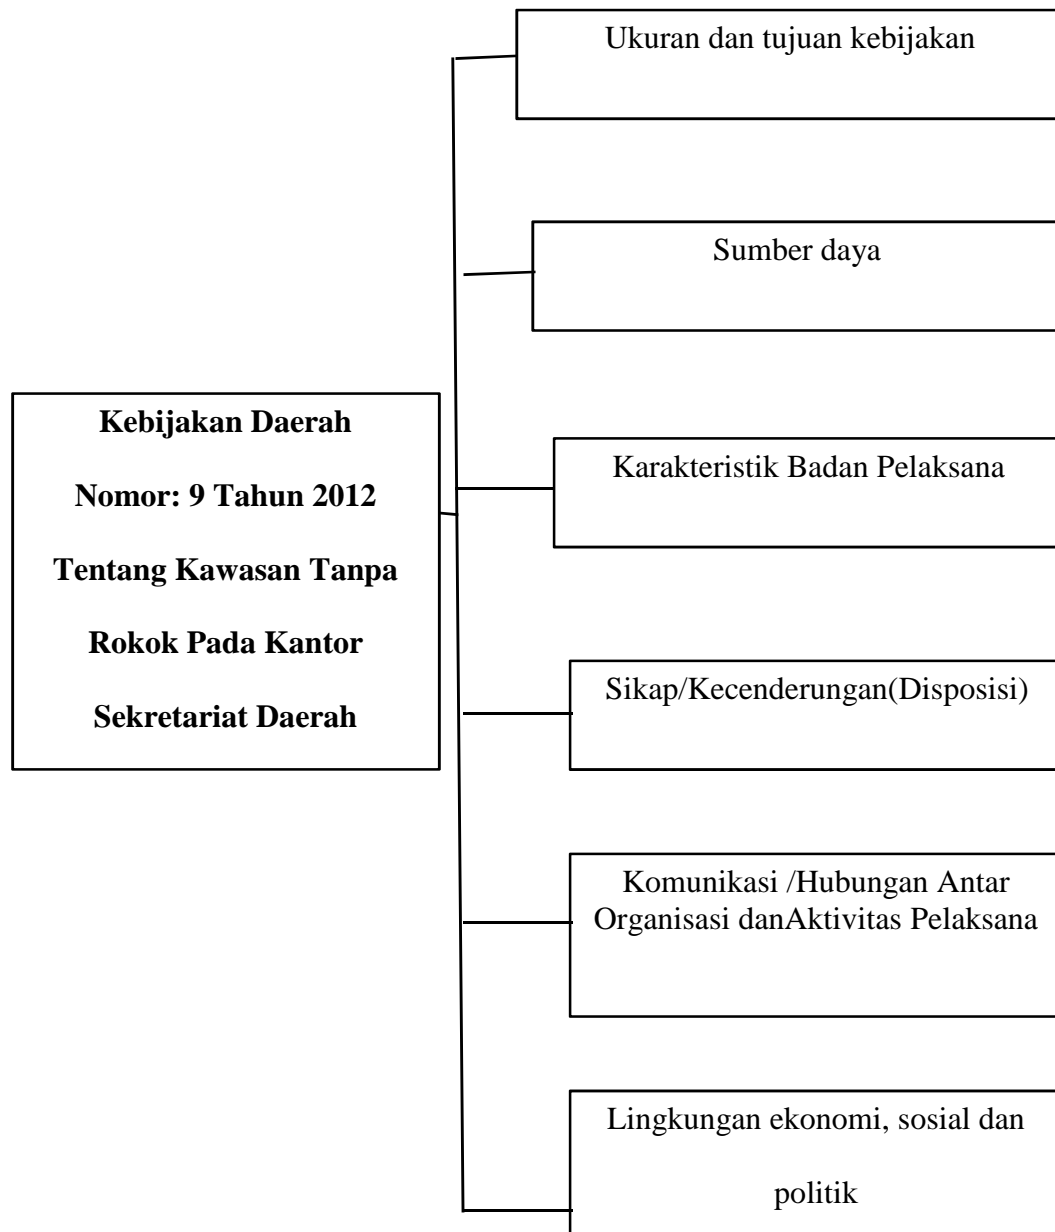 Ukuran dan tujuan kebijakan
Sumber daya
Karakteristik Badan Pelaksana
Kebijakan Daerah
Nomor: 9 Tahun 2012
Tentang Kawasan Tanpa
Rokok Pada Kantor
Sekretariat Daerah
Sikap/Kecenderungan(Disposisi)
Komunikasi /Hubungan Antar
Organisasi danAktivitas Pelaksana
Lingkungan ekonomi, sosial dan
politik